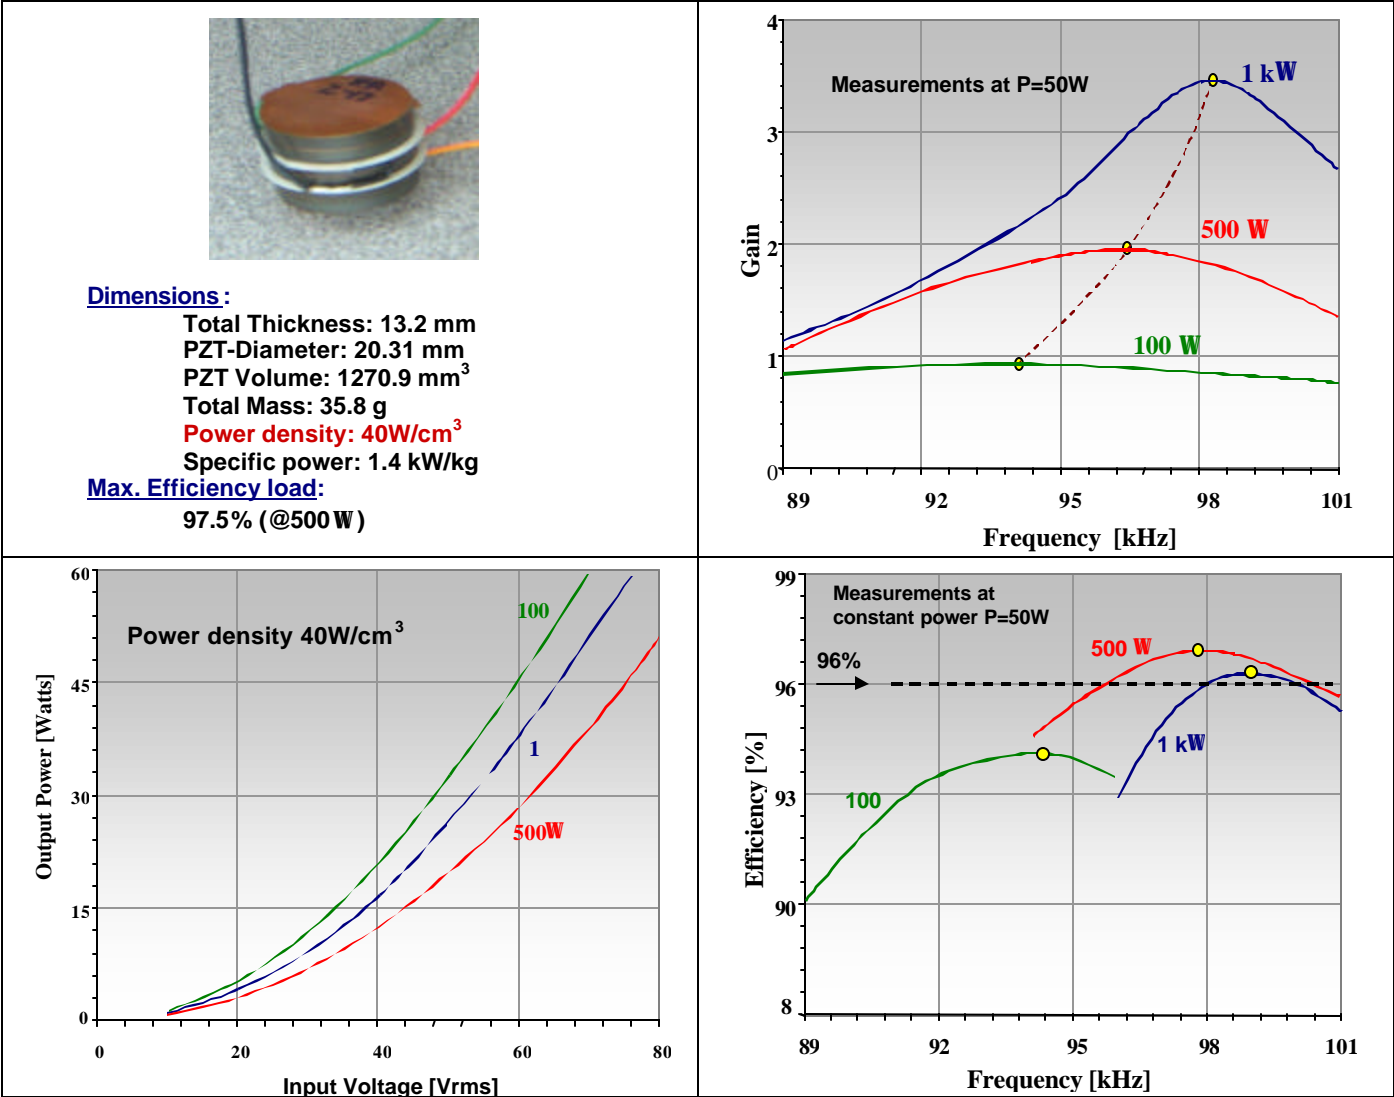 Dimensions:
Total Thickness: 13.2 mm
PZT-Diameter: 20.31 mm
PZT Volume: 1270.9 mm³
Total Mass: 35.8 g
Power density: 40W/cm³
Specific power: 1.4 kW/kg
Max. Efficiency load:
97.5% (@500 W)
4
3
2
1
0
Gain
Measurements at P=50W
1 kW
500 W
100 W
89 92 95 98 101
Frequency [kHz]
60
45
30
15
0
Output Power [Watts]
Power density 40W/cm³
100
1
500W
0 20 40 60 80
Input Voltage [Vrms]
99
96
93
90
8
Efficiency [%]
Measurements at
constant power P=50W
96%
500 W
1 kW
100
89 92 95 98 101
Frequency [kHz]